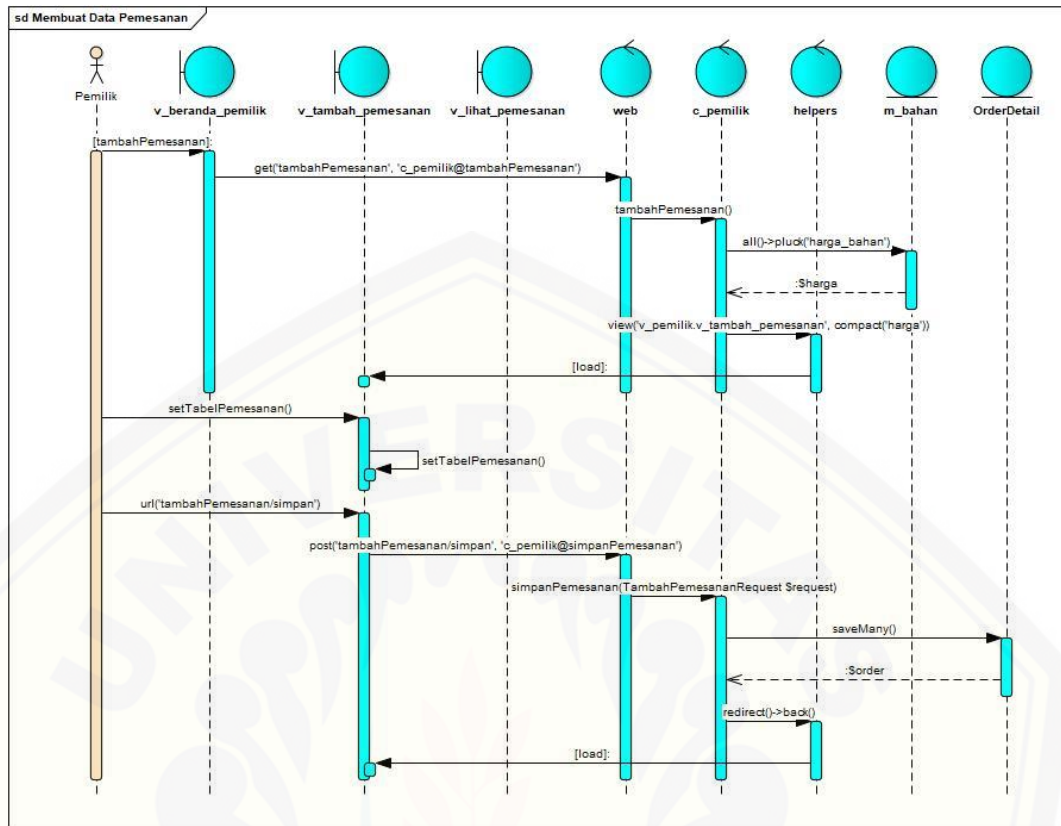 sd Membuat Data Pemesanan
Pemilik
v_beranda_pemilik
v_tambah_pemesanan
v_lihat_pemesanan
web
c_pemilik
helpers
m_bahan
OrderDetail
[tambahPemesanan]:
get('tambahPemesanan', 'c_pemilik@tambahPemesanan')
tambahPemesanan()
all()->pluck('harga_bahan')
:$harga
view('v_pemilik.v_tambah_pemesanan', compact('harga'))
[load]:
setTabelPemesanan()
setTabelPemesanan()
url('tambahPemesanan/simpan')
post('tambahPemesanan/simpan', 'c_pemilik@simpanPemesanan')
simpanPemesanan(TambahPemesananRequest $request)
saveMany()
:$order
redirect()->back()
[load]:
UNIVERSITAS